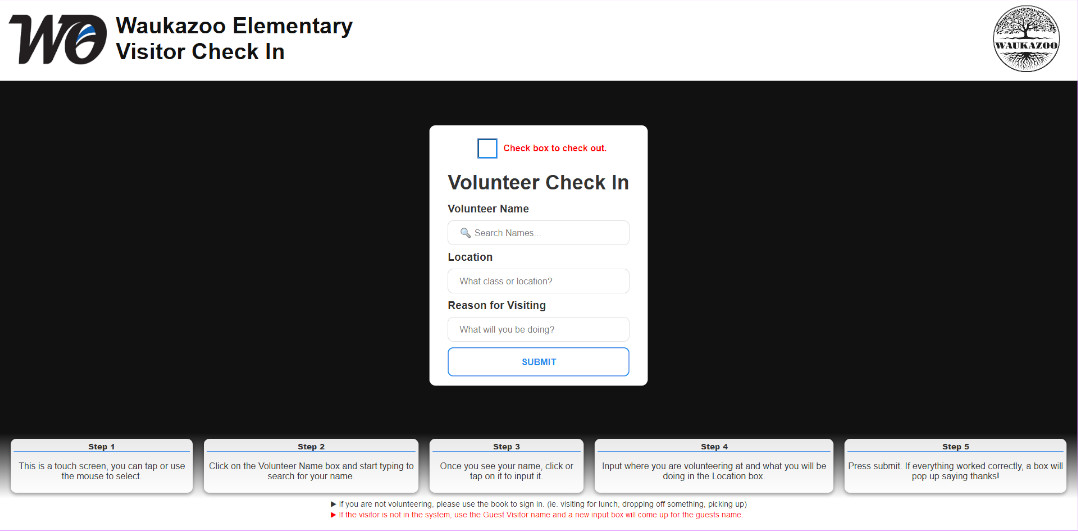 WO
Waukazoo Elementary
Visitor Check In
WAUKAZOO
Check box to check out.
Volunteer Check In
Volunteer Name
Search Names...
Location
What class or location?
Reason for Visiting
What will you be doing?
SUBMIT
Step 1
This is a touch screen, you can tap or use
the mouse to select
Step 2
Click on the Volunteer Name box and start typing to
search for your name
Step 3
Once you see your name, click or
tap on it to input it
Step 4
Input where you are volunteering at and what you will be
doing in the Location box
Step 5
Press submit. If everything worked correctly, a box will
pop up saying thanks!
► If you are not volunteering, please use the book to sign in. (ie. visiting for lunch, dropping off something, picking up)
► If the visitor is not in the system, use the Guest Visitor name and a new input box will come up for the guests name.